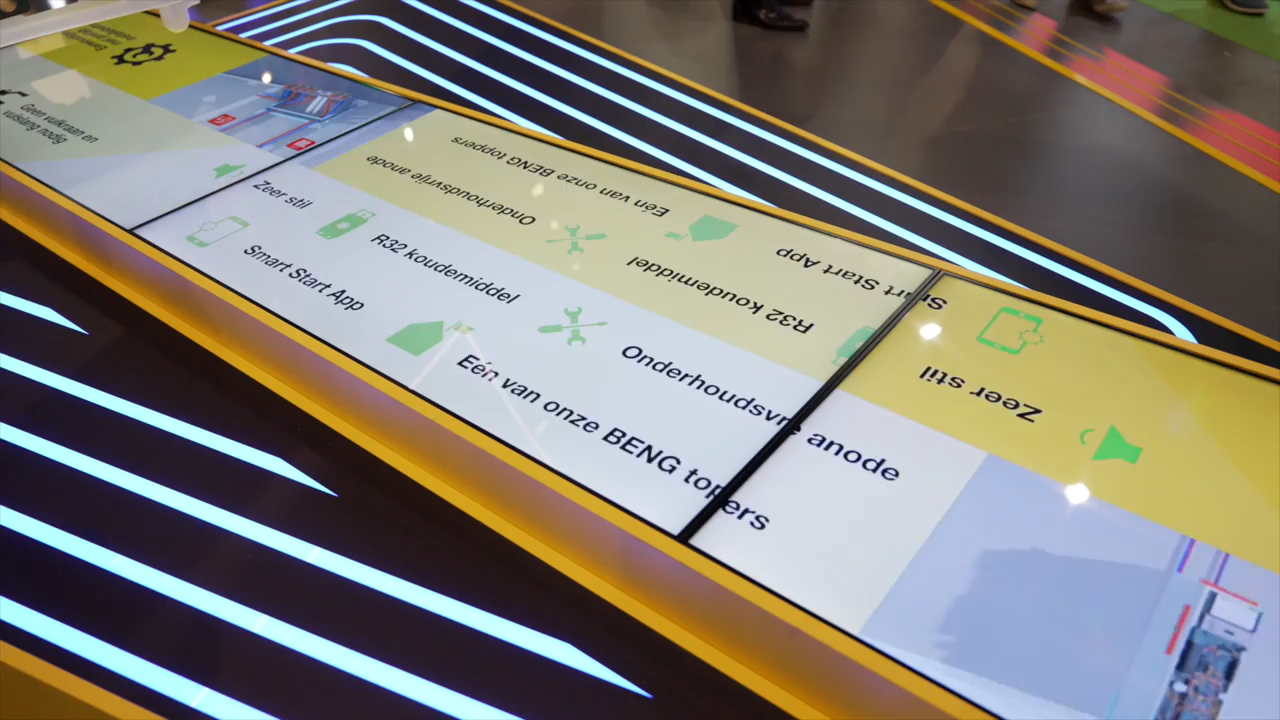 Geen vulkraan en
vulslang nodig
Zeer stil
R32 koudemiddel
Onderhoudsvrije anode
Smart Start App
Eén van onze BENG toppers
Eén van onze BENG toppers
Onderhoudsvrije anode
Smart Start App
R32 koudemiddel
Zeer stil